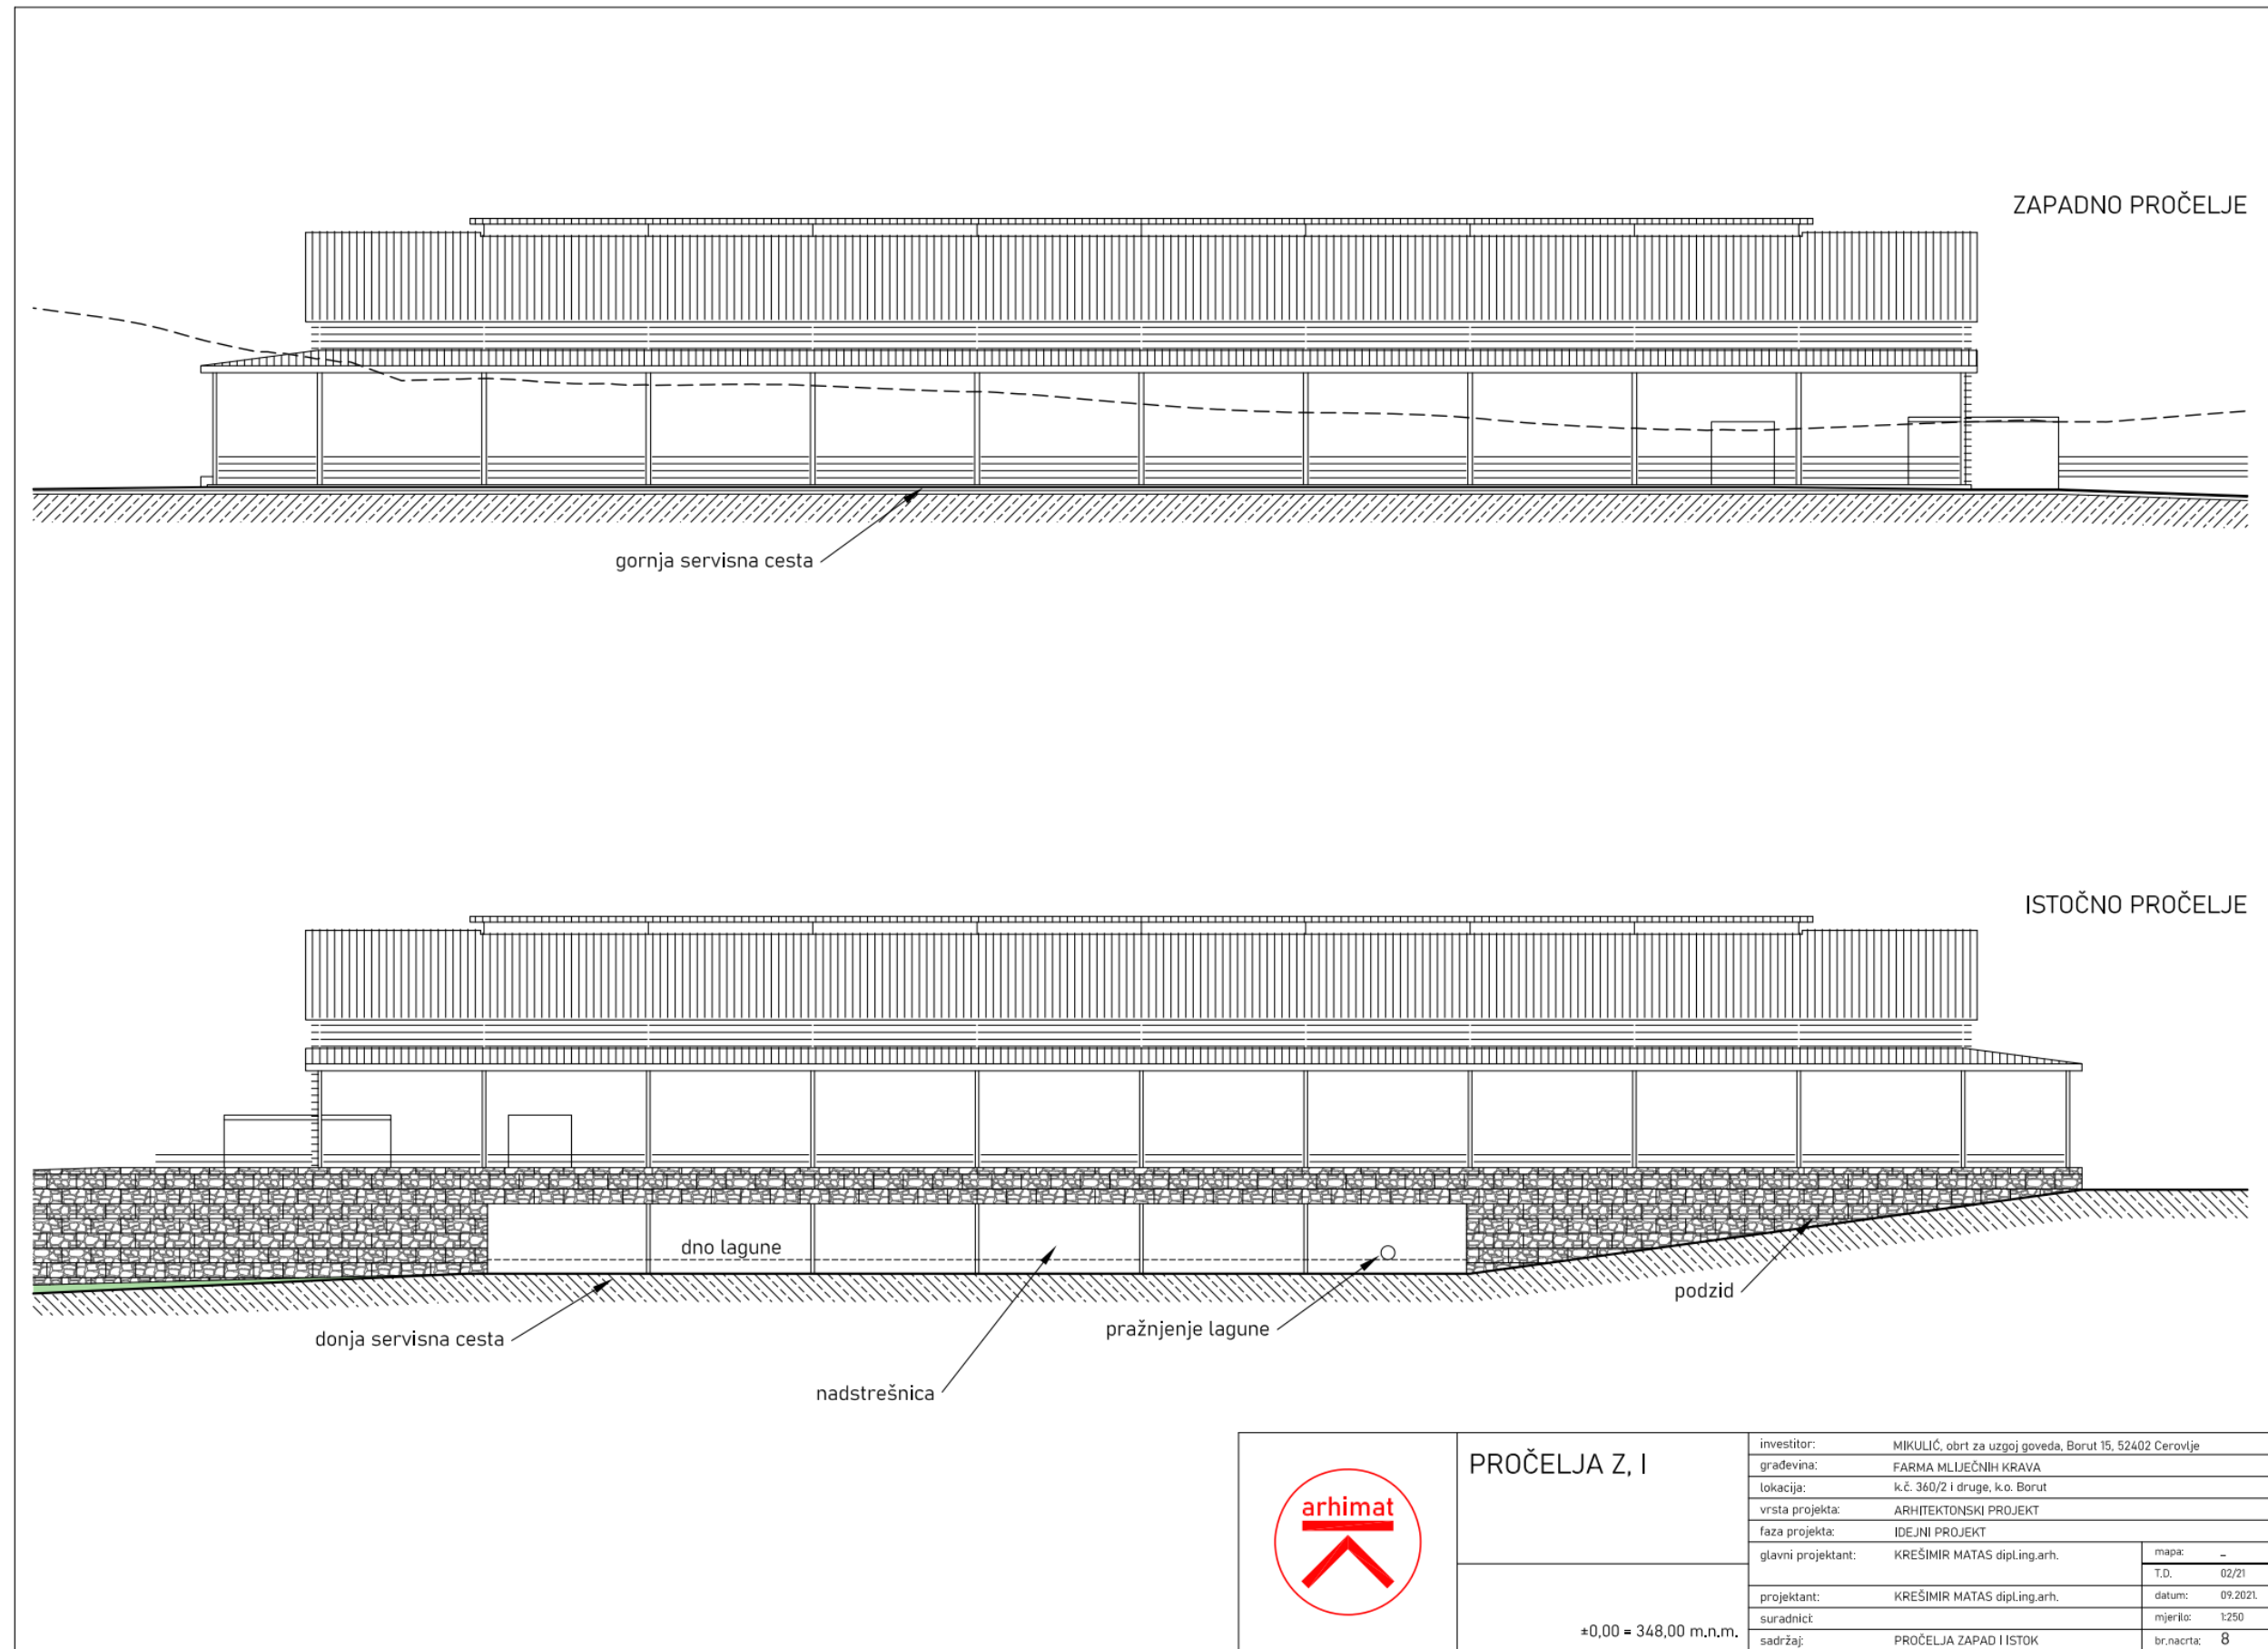 ZAPADNO PROČELJE
gornja servisna cesta
ISTOČNO PROČELJE
dno lagune
podzid
pražnjenje lagune
donja servisna cesta
nadstrešnica
arhimat
PROČELJA Z, I
±0,00 = 348,00 m.n.m.
investitor: MIKULIĆ, obrt za uzgoj goveda, Borut 15, 52402 Cerovlje
građevina: FARMA MLIJEČNIH KRAVA
lokacija: k.č. 360/2 i druge, k.o. Borut
vrsta projekta: ARHITEKTONSKI PROJEKT
faza projekta: IDEJNI PROJEKT
glavni projektant: KREŠIMIR MATAS dipl.ing.arh. mapa: -
T.D. 02/21
projektant: KREŠIMIR MATAS dipl.ing.arh. datum: 09.2021.
suradnici: mjerilo: 1:250
sadržaj: PROČELJA ZAPAD I ISTOK br.nacrta: 8